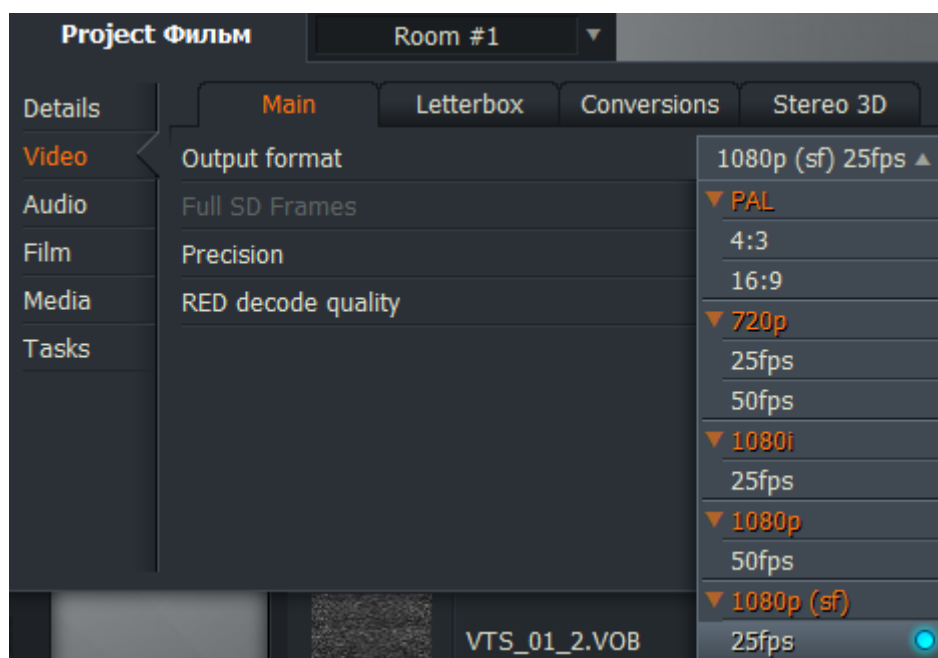 Project Фильм
Room #1
Details
Video
Audio
Film
Media
Tasks
Main
Letterbox
Conversions
Stereo 3D
Output format
1080p (sf) 25fps
Full SD Frames
Precision
RED decode quality
PAL
4:3
16:9
720p
25fps
50fps
1080i
25fps
1080p
50fps
1080p (sf)
25fps
VTS_01_2.VOB